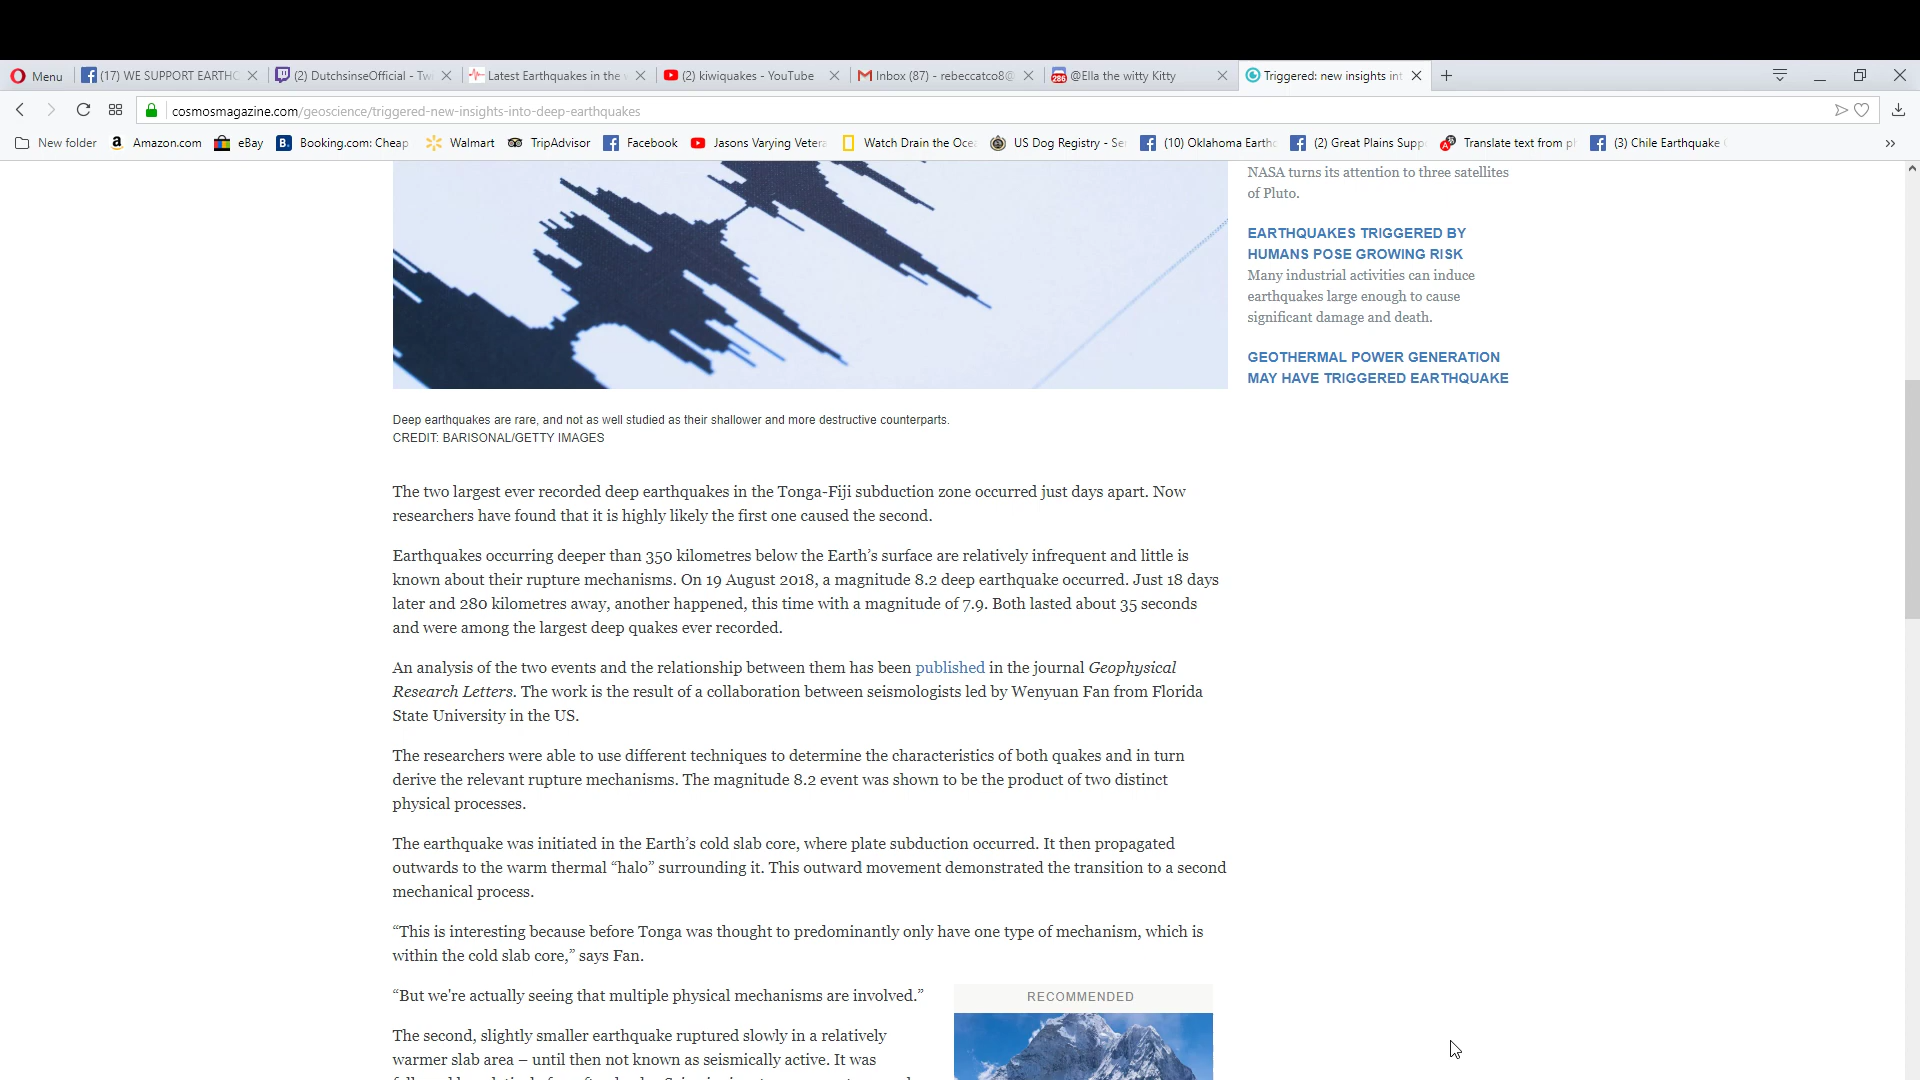 Menu
(17) WE SUPPORT EARTHC
(2) DutchsinseOfficial - Tw
Latest Earthquakes in the
(2) kiwiquakes - YouTube
Inbox (87) - rebeccatco8@
@Ella the witty Kitty
Triggered: new insights int
cosmosmagazine.com/geoscience/triggered-new-insights-into-deep-earthquakes
New folder
Amazon.com
eBay
Booking.com: Cheap
Walmart
TripAdvisor
Facebook
Jasons Varying Vetera
Watch Drain the Oce
US Dog Registry - Se
(10) Oklahoma Earth
(2) Great Plains Supp
Translate text from p
(3) Chile Earthquake
NASA turns its attention to three satellites
of Pluto.
EARTHQUAKES TRIGGERED BY
HUMANS POSE GROWING RISK
Many industrial activities can induce
earthquakes large enough to cause
significant damage and death.
GEOTHERMAL POWER GENERATION
MAY HAVE TRIGGERED EARTHQUAKE
Deep earthquakes are rare, and not as well studied as their shallower and more destructive counterparts.
CREDIT: BARISONAL/GETTY IMAGES
The two largest ever recorded deep earthquakes in the Tonga-Fiji subduction zone occurred just days apart. Now
researchers have found that it is highly likely the first one caused the second.
Earthquakes occurring deeper than 350 kilometres below the Earth’s surface are relatively infrequent and little is
known about their rupture mechanisms. On 19 August 2018, a magnitude 8.2 deep earthquake occurred. Just 18 days
later and 280 kilometres away, another happened, this time with a magnitude of 7.9. Both lasted about 35 seconds
and were among the largest deep quakes ever recorded.
An analysis of the two events and the relationship between them has been published in the journal Geophysical
Research Letters. The work is the result of a collaboration between seismologists led by Wenyuan Fan from Florida
State University in the US.
The researchers were able to use different techniques to determine the characteristics of both quakes and in turn
derive the relevant rupture mechanisms. The magnitude 8.2 event was shown to be the product of two distinct
physical processes.
The earthquake was initiated in the Earth’s cold slab core, where plate subduction occurred. It then propagated
outwards to the warm thermal “halo” surrounding it. This outward movement demonstrated the transition to a second
mechanical process.
“This is interesting because before Tonga was thought to predominantly only have one type of mechanism, which is
within the cold slab core,” says Fan.
“But we're actually seeing that multiple physical mechanisms are involved.”
RECOMMENDED
The second, slightly smaller earthquake ruptured slowly in a relatively
warmer slab area – until then not known as seismically active. It was